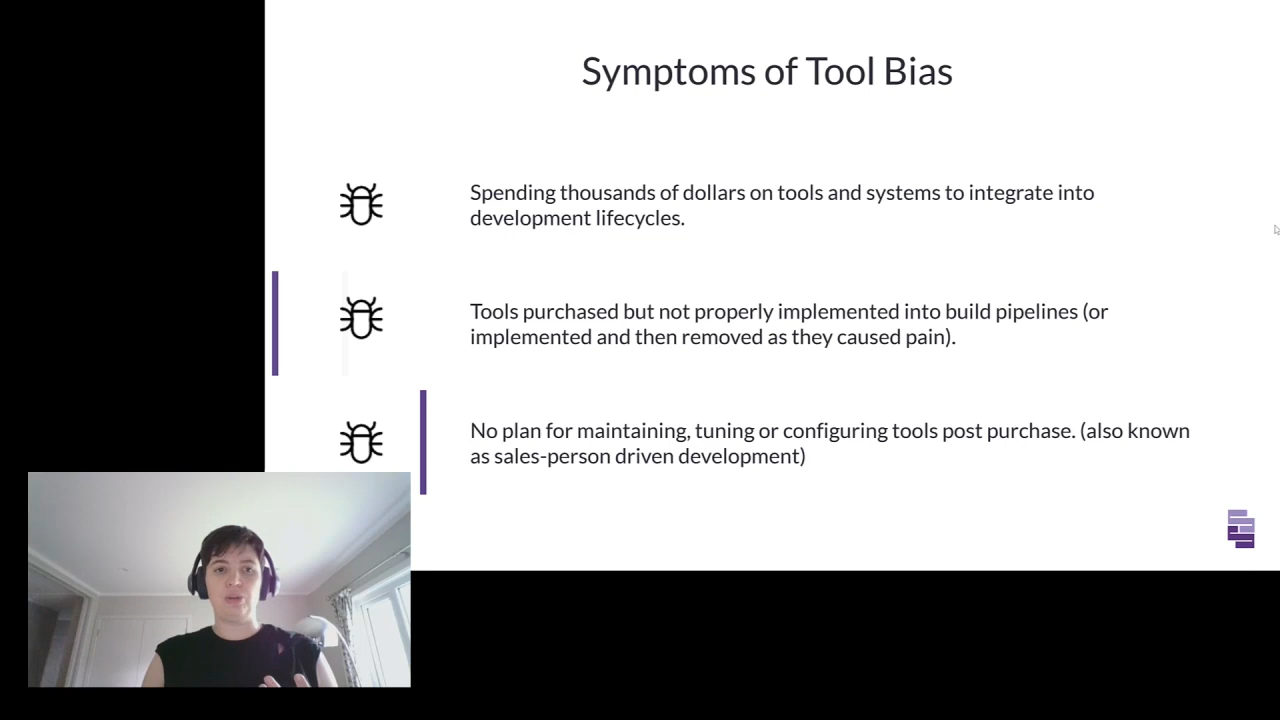 Symptoms of Tool Bias
Spending thousands of dollars on tools and systems to integrate into
development lifecycles.
Tools purchased but not properly implemented into build pipelines (or
implemented and then removed as they caused pain).
No plan for maintaining, tuning or configuring tools post purchase. (also known
as sales-person driven development)